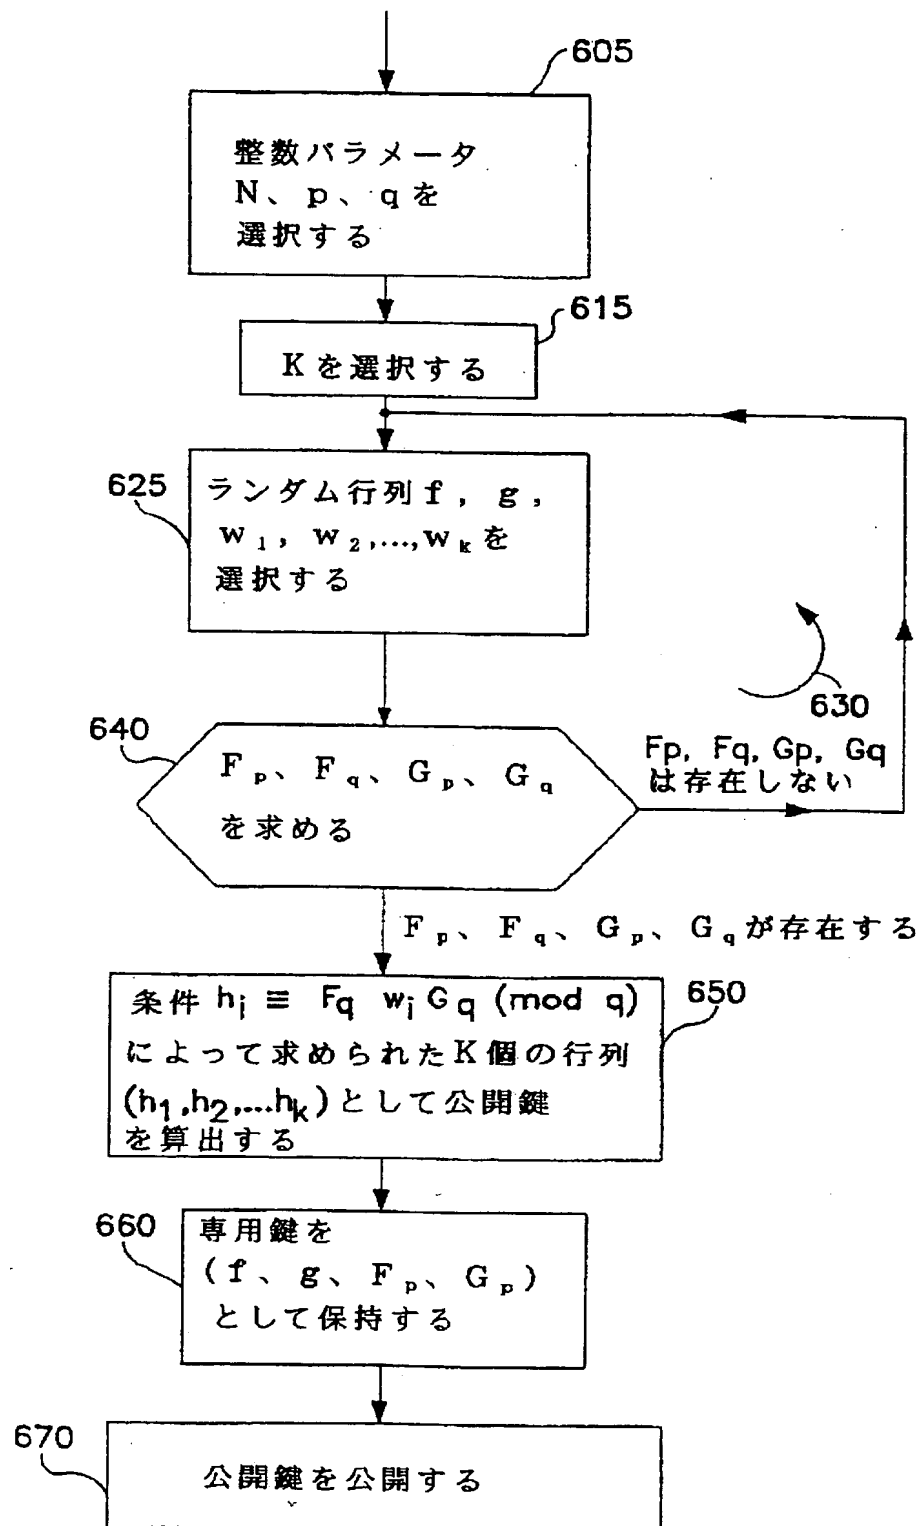 605
整数パラメータ
N、p、qを
選択する
615
Kを選択する
625
ランダム行列f, g,
w₁, w₂,...,wₖを
選択する
630
640
Fₚ、F_q、Gₚ、G_q
を求める
Fp, Fq, Gp, Gq
は存在しない
Fₚ、F_q、Gₚ、G_qが存在する
650
条件 hᵢ ≡ Fq wᵢ Gq (mod q)
によって求められたK個の行列
(h₁,h₂,...hₖ)として公開鍵
を算出する
660
専用鍵を
(f、g、Fₚ、Gₚ)
として保持する
670
公開鍵を公開する